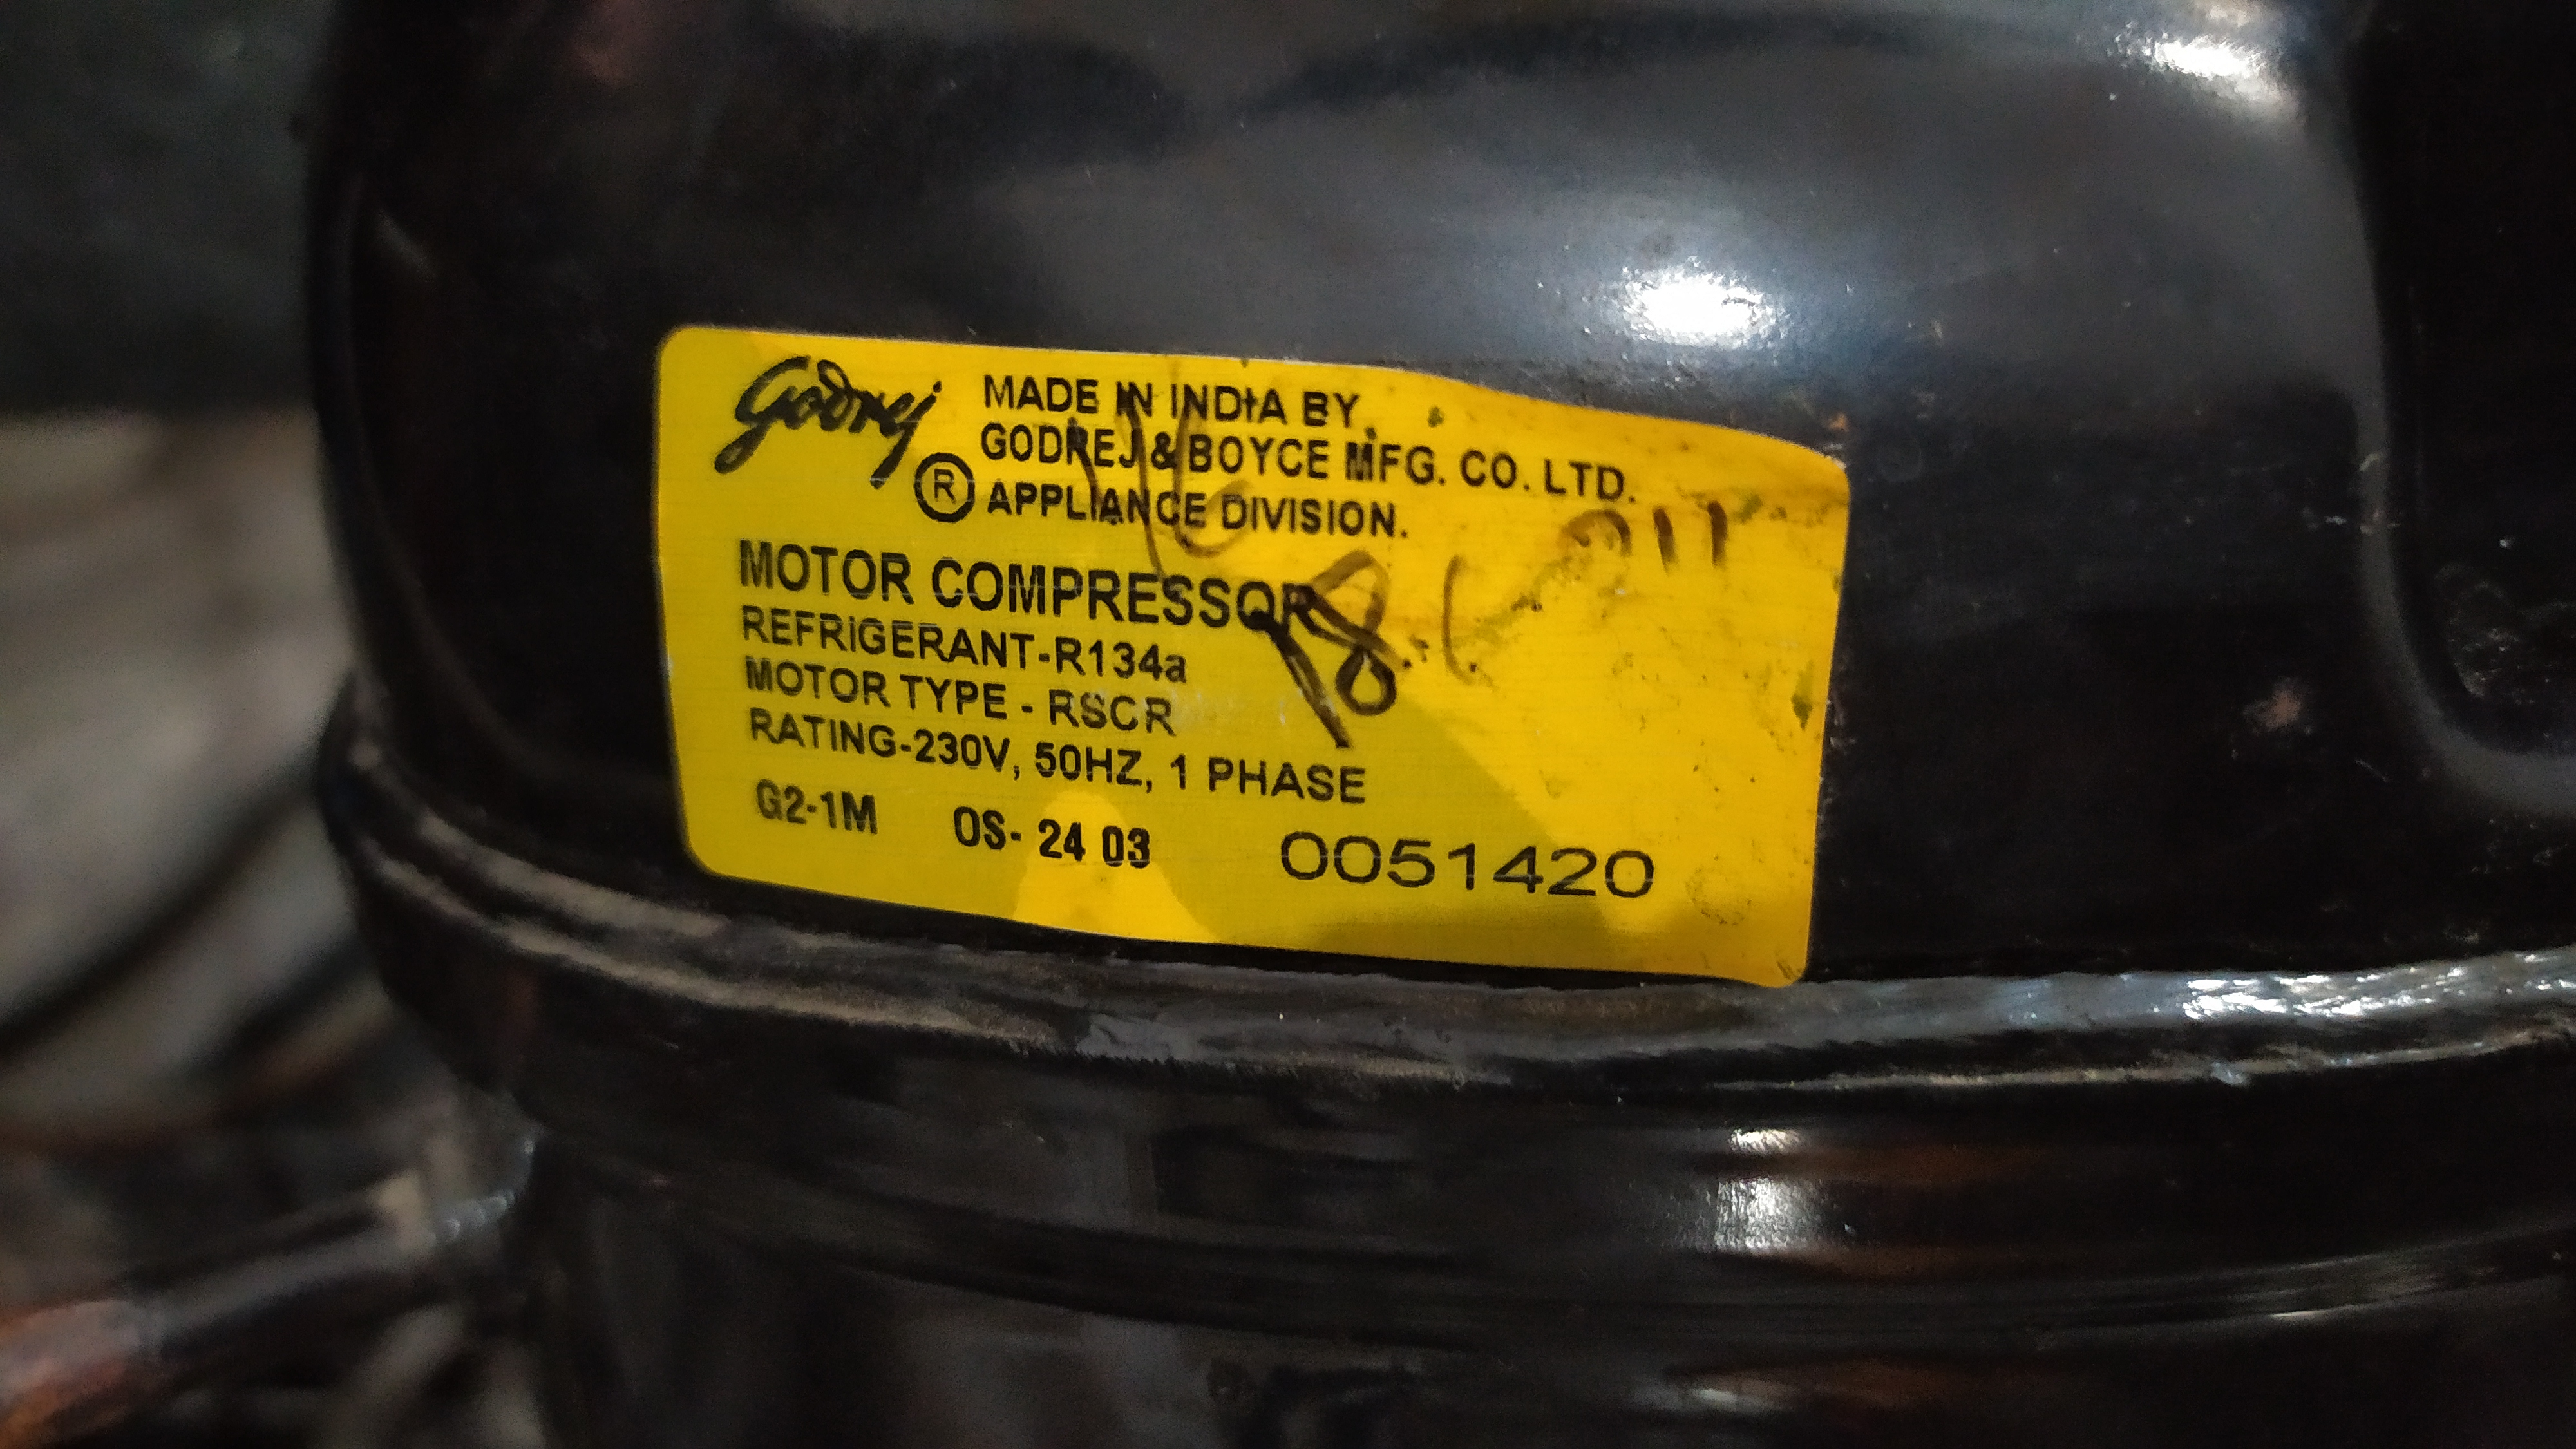 Godrej
®
MADE IN INDIA BY,
GODREJ & BOYCE MFG. CO. LTD.
APPLIANCE DIVISION.
MOTOR COMPRESSOR
REFRIGERANT-R134a
MOTOR TYPE - RSCR
RATING-230V, 50HZ, 1 PHASE
G2-1M OS- 24 03 0051420